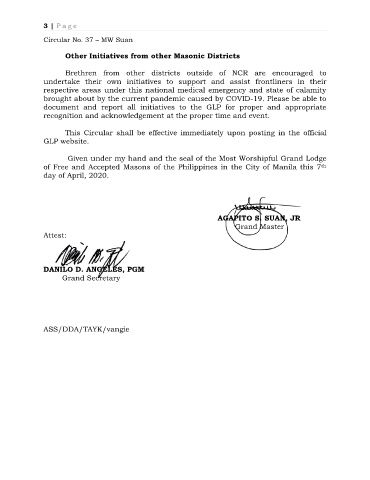 3 | Page
Circular No. 37 – MW Suan
Other Initiatives from other Masonic Districts
Brethren from other districts outside of NCR are encouraged to
undertake their own initiatives to support and assist frontliners in their
respective areas under this national medical emergency and state of calamity
brought about by the current pandemic caused by COVID-19. Please be able to
document and report all initiatives to the GLP for proper and appropriate
recognition and acknowledgement at the proper time and event.
This Circular shall be effective immediately upon posting in the official
GLP website.
Given under my hand and the seal of the Most Worshipful Grand Lodge
of Free and Accepted Masons of the Philippines in the City of Manila this 7th
day of April, 2020.
AGAPITO S. SUAN, JR
Grand Master
Attest:
DANILO D. ANGELES, PGM
Grand Secretary
ASS/DDA/TAYK/vangie